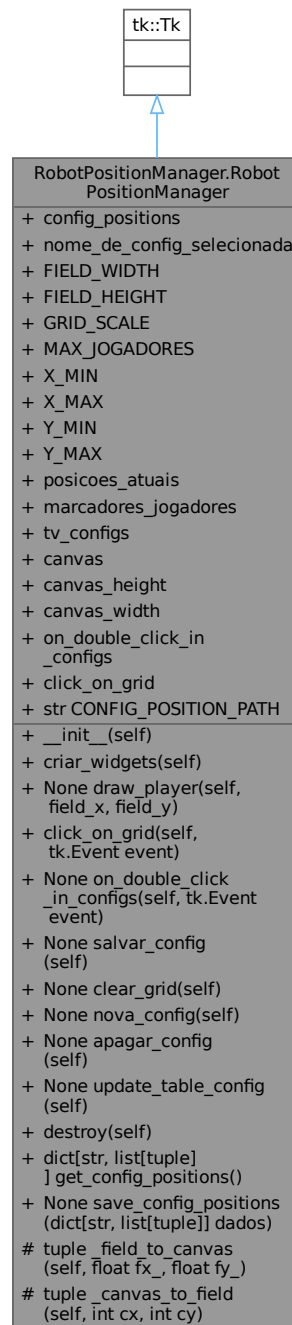 tk::Tk
RobotPositionManager.Robot
PositionManager
+ config_positions
+ nome_de_config_selecionada
+ FIELD_WIDTH
+ FIELD_HEIGHT
+ GRID_SCALE
+ MAX_JOGADORES
+ X_MIN
+ X_MAX
+ Y_MIN
+ Y_MAX
+ posicoes_atuais
+ marcadores_jogadores
+ tv_configs
+ canvas
+ canvas_height
+ canvas_width
+ on_double_click_in
_configs
+ click_on_grid
+ str CONFIG_POSITION_PATH
+ __init__(self)
+ criar_widgets(self)
+ None draw_player(self,
field_x, field_y)
+ click_on_grid(self,
tk.Event event)
+ None on_double_click
_in_configs(self, tk.Event
event)
+ None salvar_config
(self)
+ None clear_grid(self)
+ None nova_config(self)
+ None apagar_config
(self)
+ None update_table_config
(self)
+ destroy(self)
+ dict[str, list[tuple]
] get_config_positions()
+ None save_config_positions
(dict[str, list[tuple]] dados)
# tuple _field_to_canvas
(self, float fx_, float fy_)
# tuple _canvas_to_field
(self, int cx, int cy)